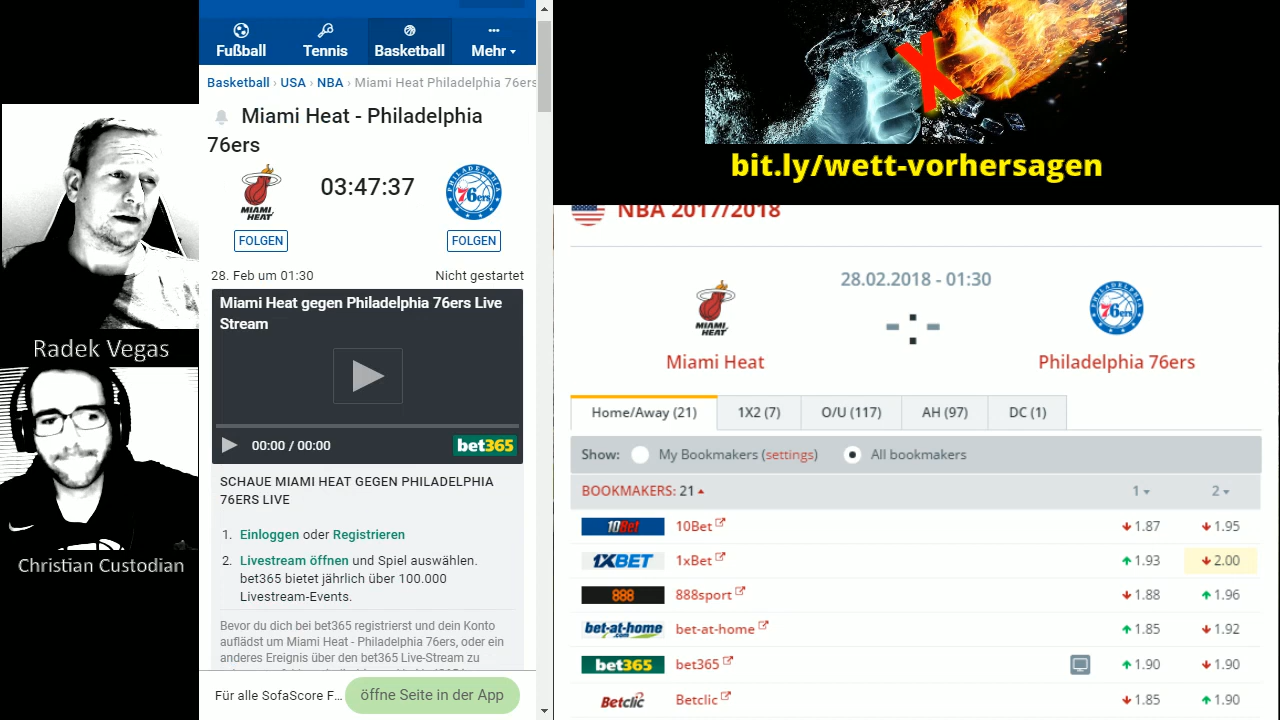 Radek Vegas
Christian Custodian
Fußball
Tennis
Basketball
Mehr
Basketball › USA › NBA › Miami Heat Philadelphia 76ers
Miami Heat - Philadelphia
76ers
MIAMI HEAT
03:47:37
PHILADELPHIA 76ers
FOLGEN
FOLGEN
28. Feb um 01:30
Nicht gestartet
Miami Heat gegen Philadelphia 76ers Live
Stream
00:00 / 00:00
bet365
SCHAUE MIAMI HEAT GEGEN PHILADELPHIA
76ERS LIVE
1. Einloggen oder Registrieren
2. Livestream öffnen und Spiel auswählen.
bet365 bietet jährlich über 100.000
Livestream-Events.
Bevor du dich bei bet365 registrierst und dein Konto
auflädst um Miami Heat - Philadelphia 76ers, oder ein
anderes Ereignis über den bet365 Live-Stream zu
Für alle SofaScore F...
öffne Seite in der App
X
bit.ly/wett-vorhersagen
NBA 2017/2018
28.02.2018 - 01:30
MIAMI HEAT
PHILADELPHIA 76ers
- : -
Miami Heat
Philadelphia 76ers
Home/Away (21)
1X2 (7)
O/U (117)
AH (97)
DC (1)
Show: My Bookmakers (settings) All bookmakers
BOOKMAKERS: 21 1 2
10Bet 10Bet 1.87 1.95
1XBET 1xBet 1.93 2.00
888 888sport 1.88 1.96
bet-at-home.com bet-at-home 1.85 1.92
bet365 bet365 1.90 1.90
Betclic Betclic 1.85 1.90